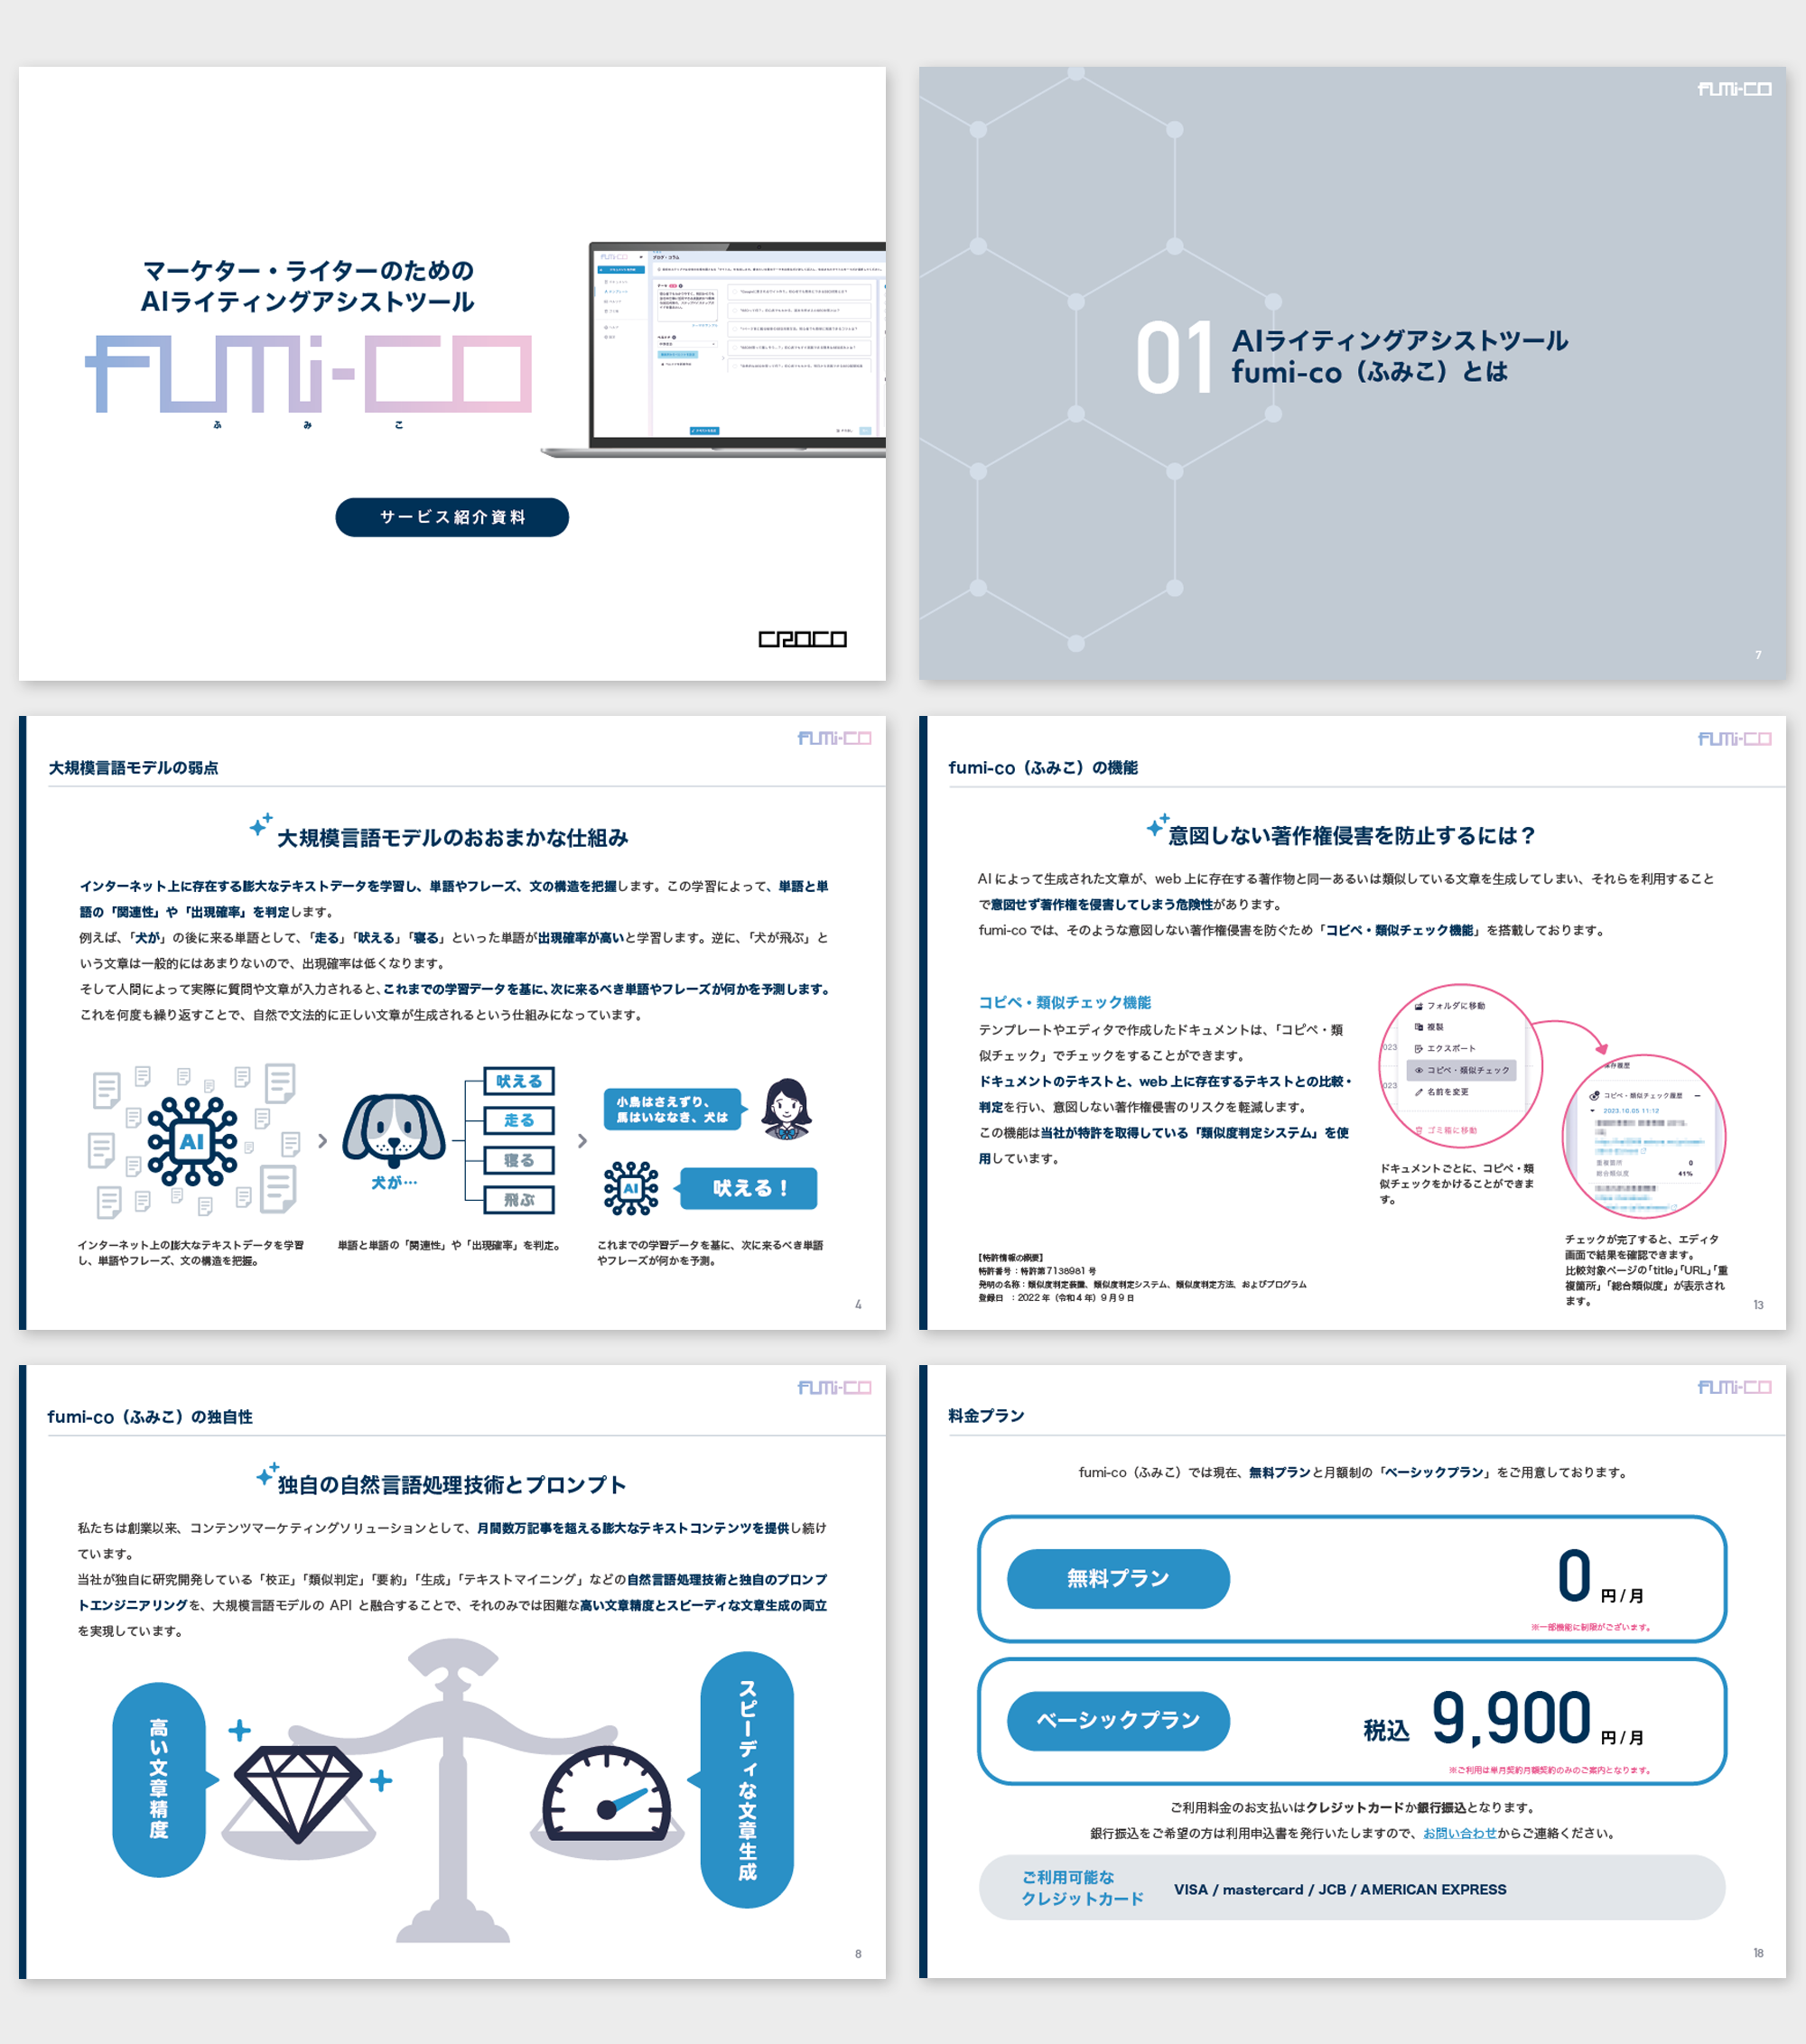 マーケター・ライターのための
AIライティングアシストツール
fumi-co
ふ み こ
サービス紹介資料
CROCO
fumi-co
01
AIライティングアシストツール
fumi-co（ふみこ）とは
7
fumi-co
大規模言語モデルの弱点
大規模言語モデルのおおまかな仕組み
インターネット上に存在する膨大なテキストデータを学習し、単語やフレーズ、文の構造を把握します。この学習によって、単語と単
語の「関連性」や「出現確率」を判定します。
例えば、「犬が」の後に来る単語として、「走る」「吠える」「寝る」といった単語が出現確率が高いと学習します。逆に、「犬が飛ぶ」と
いう文章は一般的にはあまりないので、出現確率は低くなります。
そして人間によって実際に質問や文章が入力されると、これまでの学習データを基に、次に来るべき単語やフレーズが何かを予測します。
これを何度も繰り返すことで、自然で文法的に正しい文章が生成されるという仕組みになっています。
AI
犬が…
吠える
走る
寝る
飛ぶ
小鳥はさえずり、
馬はいななき、犬は
AI
吠える！
インターネット上の膨大なテキストデータを学習
し、単語やフレーズ、文の構造を把握。
単語と単語の「関連性」や「出現確率」を判定。
これまでの学習データを基に、次に来るべき単語
やフレーズが何かを予測。
4
fumi-co
fumi-co（ふみこ）の機能
意図しない著作権侵害を防止するには？
AI によって生成された文章が、web 上に存在する著作物と同一あるいは類似している文章を生成してしまい、それらを利用すること
で意図せず著作権を侵害してしまう危険性があります。
fumi-co では、そのような意図しない著作権侵害を防ぐため「コピペ・類似チェック機能」を搭載しております。
コピペ・類似チェック機能
テンプレートやエディタで作成したドキュメントは、「コピペ・類
似チェック」でチェックをすることができます。
ドキュメントのテキストと、web 上に存在するテキストとの比較・
判定を行い、意図しない著作権侵害のリスクを軽減します。
この機能は当社が特許を取得している「類似度判定システム」を使
用しています。
フォルダに移動
複製
023
エクスポート
コピペ・類似チェック
023
名前を変更
ゴミ箱に移動
ドキュメントごとに、コピペ・類
似チェックをかけることができま
す。
保存履歴
コピペ・類似チェック履歴
2023.10.05 11:12
重複箇所 0
総合類似度 41%
チェックが完了すると、エディタ
画面で結果を確認できます。
比較対象ページの「title」「URL」「重
複箇所」「総合類似度」が表示され
ます。
【特許情報の概要】
特許番号：特許第7138981 号
発明の名称：類似度判定装置、類似度判定システム、類似度判定方法、およびプログラム
登録日 ：2022 年（令和 4 年）9 月 9 日
13
fumi-co
fumi-co（ふみこ）の独自性
独自の自然言語処理技術とプロンプト
私たちは創業以来、コンテンツマーケティングソリューションとして、月間数万記事を超える膨大なテキストコンテンツを提供し続け
ています。
当社が独自に研究開発している「校正」「類似判定」「要約」「生成」「テキストマイニング」などの自然言語処理技術と独自のプロンプ
トエンジニアリングを、大規模言語モデルの API と融合することで、それのみでは困難な高い文章精度とスピーディな文章生成の両立
を実現しています。
高い文章精度
スピーディな文章生成
8
fumi-co
料金プラン
fumi-co（ふみこ）では現在、無料プランと月額制の「ベーシックプラン」をご用意しております。
無料プラン
0 円 / 月
※一部機能に制限がございます。
ベーシックプラン
税込 9,900 円 / 月
※ご利用は単月契約月額契約のみのご案内となります。
ご利用料金のお支払いはクレジットカードか銀行振込となります。
銀行振込をご希望の方は利用申込書を発行いたしますので、お問い合わせからご連絡ください。
ご利用可能な
クレジットカード
VISA / mastercard / JCB / AMERICAN EXPRESS
18